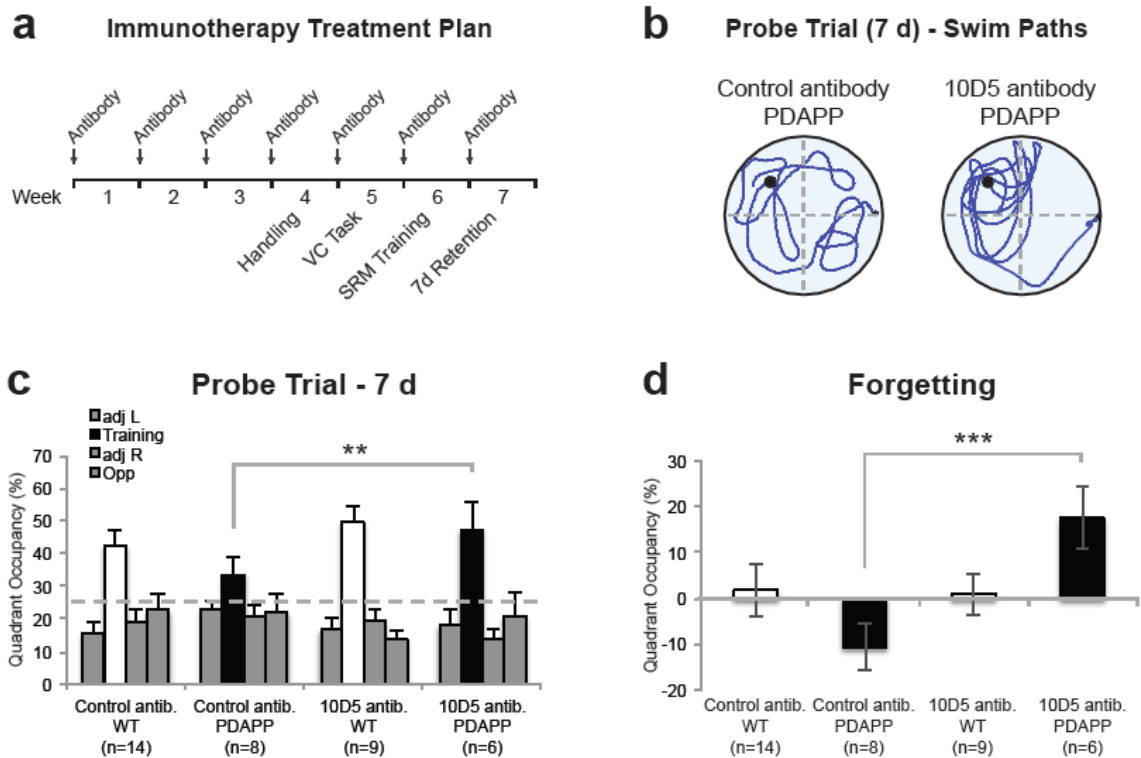 a Immunotherapy Treatment Plan
Antibody Antibody Antibody Antibody Antibody Antibody Antibody
Week 1 2 3 4 5 6 7
Handling VC Task SRM Training 7d Retention
b Probe Trial (7 d) - Swim Paths
Control antibody 10D5 antibody
PDAPP PDAPP
c Probe Trial - 7 d
adj L
Training
adj R
Opp
**
Quadrant Occupancy (%)
70
60
50
40
30
20
10
0
Control antib. Control antib. 10D5 antib. 10D5 antib.
WT PDAPP WT PDAPP
(n=14) (n=8) (n=9) (n=6)
d Forgetting
***
Quadrant Occupancy (%)
30
20
10
0
-10
-20
Control antib. Control antib. 10D5 antib. 10D5 antib.
WT PDAPP WT PDAPP
(n=14) (n=8) (n=9) (n=6)